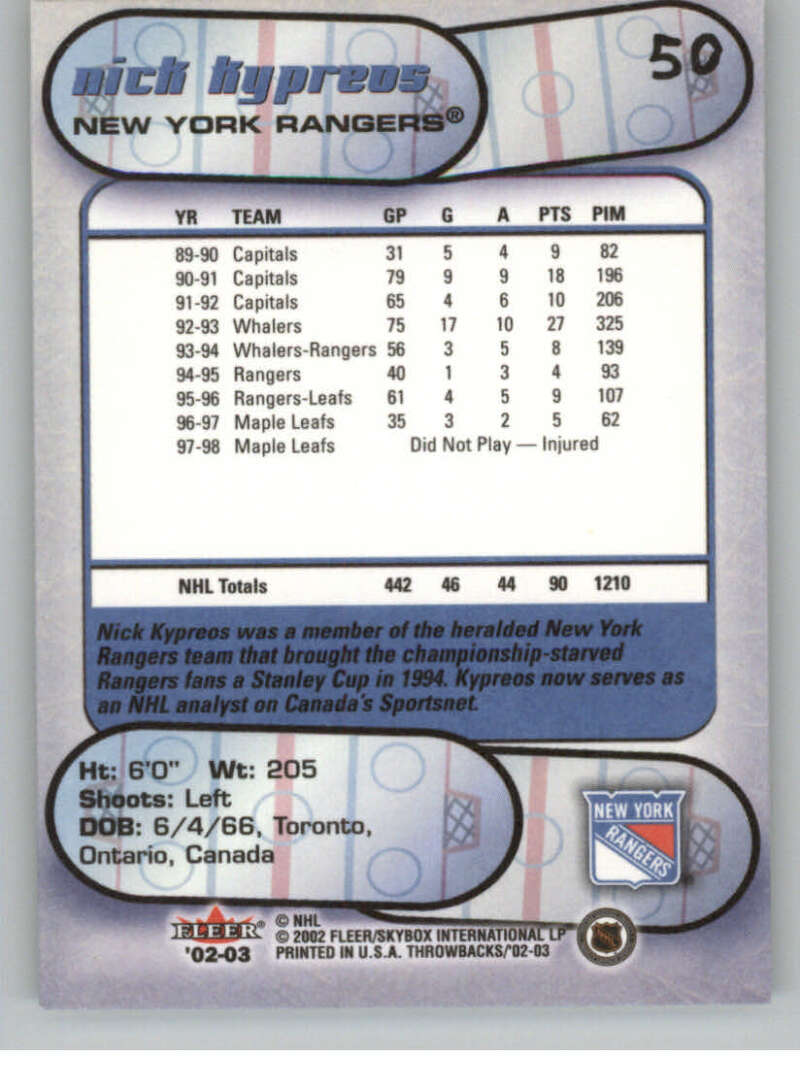 50
nick kypreos
NEW YORK RANGERS®
YR TEAM GP G A PTS PIM
89-90 Capitals 31 5 4 9 82
90-91 Capitals 79 9 9 18 196
91-92 Capitals 65 4 6 10 206
92-93 Whalers 75 17 10 27 325
93-94 Whalers-Rangers 56 3 5 8 139
94-95 Rangers 40 1 3 4 93
95-96 Rangers-Leafs 61 4 5 9 107
96-97 Maple Leafs 35 3 2 5 62
97-98 Maple Leafs Did Not Play — Injured
NHL Totals 442 46 44 90 1210
Nick Kypreos was a member of the heralded New York
Rangers team that brought the championship-starved
Rangers fans a Stanley Cup in 1994. Kypreos now serves as
an NHL analyst on Canada's Sportsnet.
Ht: 6'0" Wt: 205
Shoots: Left
DOB: 6/4/66, Toronto,
Ontario, Canada
NEW YORK
RANGERS
FLEER®
'02-03
© NHL
© 2002 FLEER/SKYBOX INTERNATIONAL LP
PRINTED IN U.S.A. THROWBACKS/'02-03